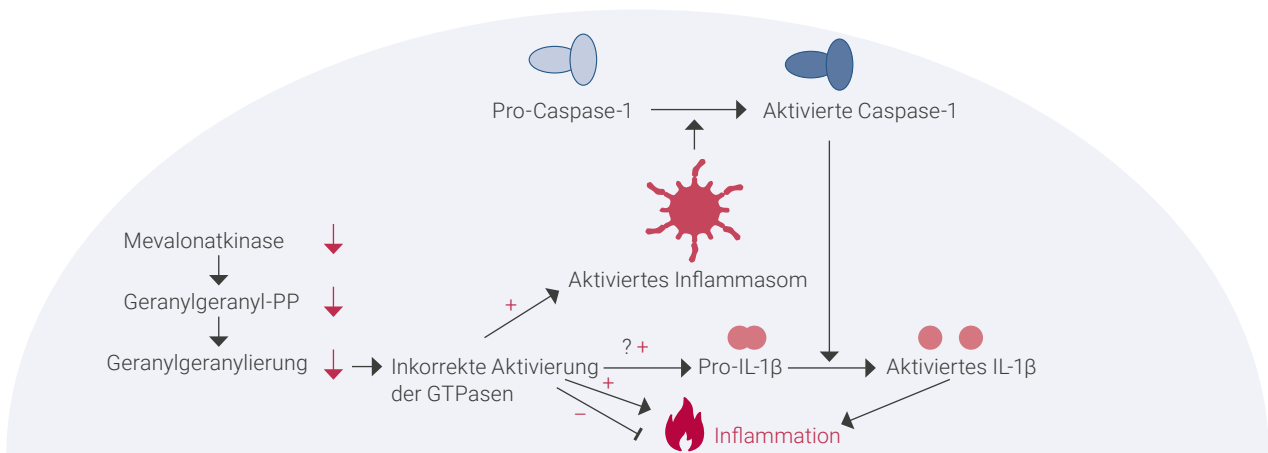 Pro-Caspase-1
Aktivierte Caspase-1
Mevalonatkinase
Aktiviertes Inflammasom
Geranylgeranyl-PP
+
Geranylgeranylierung
Inkorrekte Aktivierung
der GTPasen
? +
Pro-IL-1β
Aktiviertes IL-1β
+
–
Inflammation